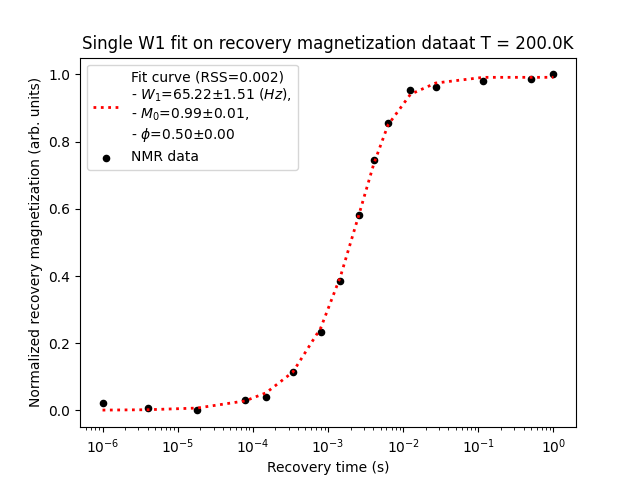 Single W1 fit on recovery magnetization dataat T = 200.0K
Normalized recovery magnetization (arb. units)
1.0
0.8
0.6
0.4
0.2
0.0
Fit curve (RSS=0.002)
- W₁=65.22±1.51 (Hz),
- M₀=0.99±0.01,
- ϕ=0.50±0.00
NMR data
10⁻⁶ 10⁻⁵ 10⁻⁴ 10⁻³ 10⁻² 10⁻¹ 10⁰
Recovery time (s)